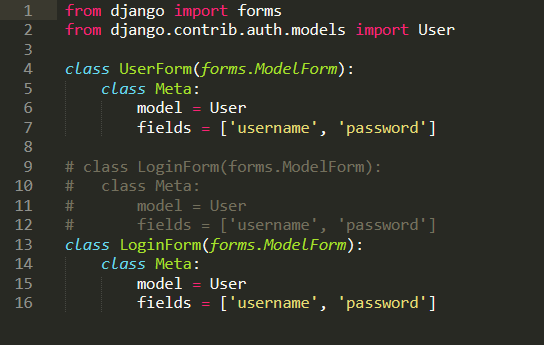 1 from django import forms
2 from django.contrib.auth.models import User
3
4 class UserForm(forms.ModelForm):
5     class Meta:
6         model = User
7         fields = ['username', 'password']
8
9 # class LoginForm(forms.ModelForm):
10 #   class Meta:
11 #       model = User
12 #       fields = ['username', 'password']
13 class LoginForm(forms.ModelForm):
14     class Meta:
15         model = User
16         fields = ['username', 'password']